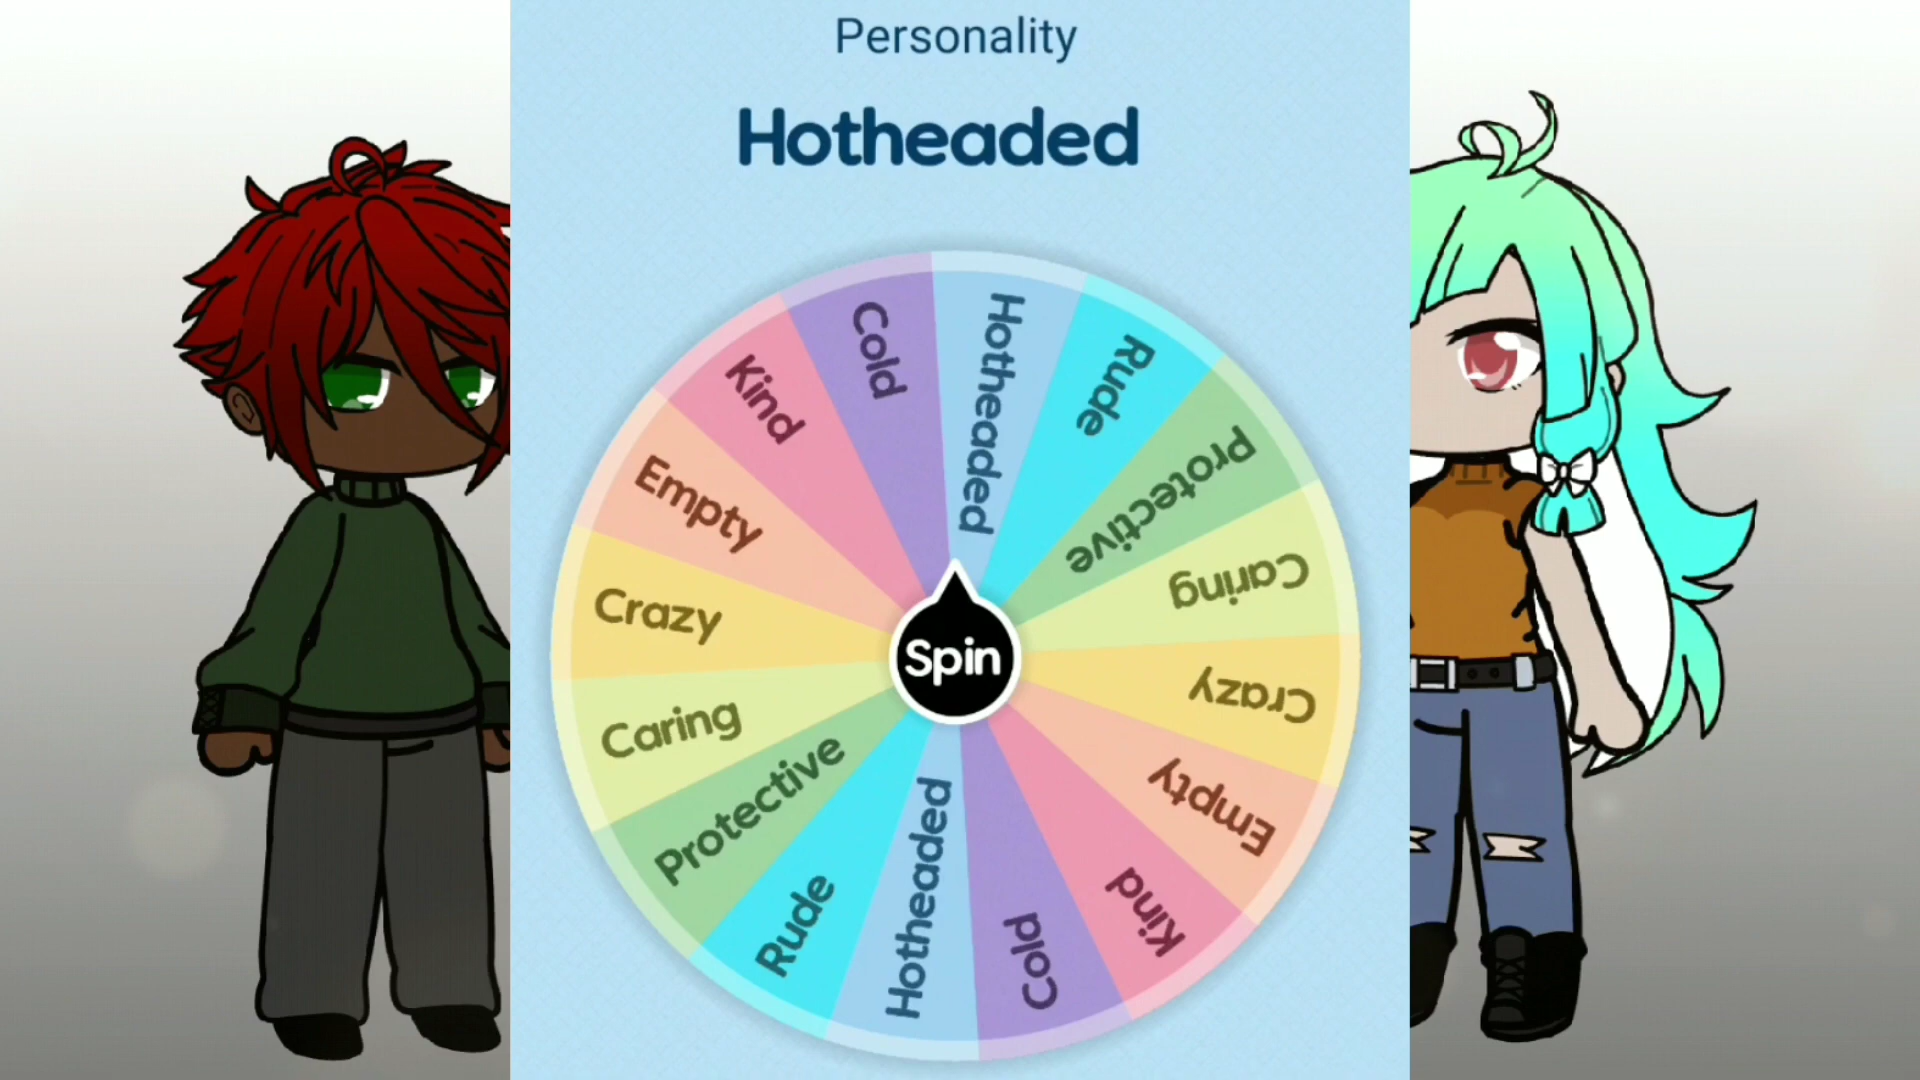 Personality
Hotheaded
Hotheaded
Rude
Protective
Caring
Crazy
Empty
Kind
Cold
Hotheaded
Rude
Protective
Caring
Crazy
Empty
Kind
Cold
Spin